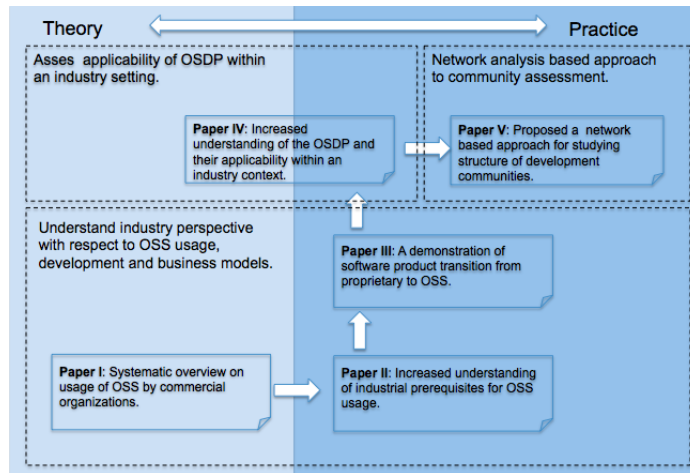 Theory
Practice
Asses applicability of OSDP within
an industry setting.
Network analysis based approach
to community assessment.
Paper IV: Increased
understanding of the OSDP and
their applicability within an
industry context.
Paper V: Proposed a network
based approach for studying
structure of development
communities.
Understand industry perspective
with respect to OSS usage,
development and business models.
Paper III: A demonstration of
software product transition from
proprietary to OSS.
Paper I: Systematic overview on
usage of OSS by commercial
organizations.
Paper II: Increased understanding
of industrial prerequisites for OSS
usage.